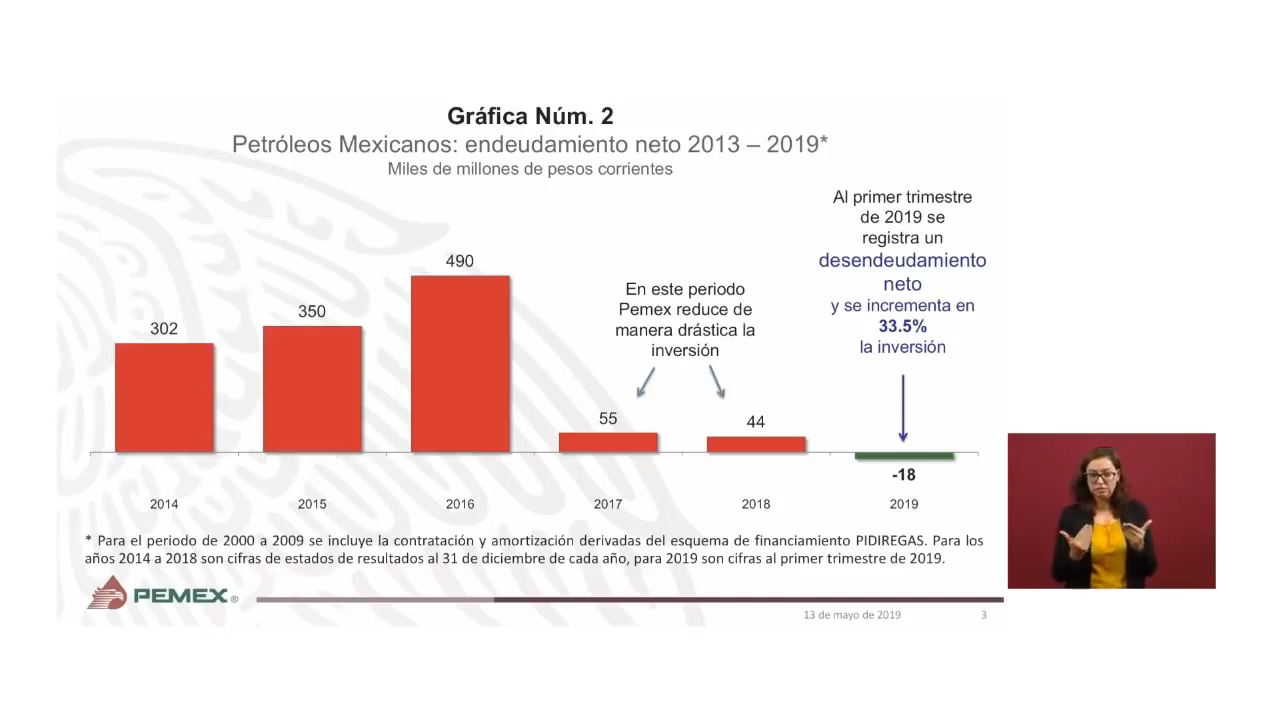 Gráfica Núm. 2
Petróleos Mexicanos: endeudamiento neto 2013 – 2019*
Miles de millones de pesos corrientes
Al primer trimestre
de 2019 se
registra un
desendeudamiento
neto
y se incrementa en
33.5%
la inversión
En este periodo
Pemex reduce de
manera drástica la
inversión
302
350
490
55
44
-18
2014
2015
2016
2017
2018
2019
* Para el periodo de 2000 a 2009 se incluye la contratación y amortización derivadas del esquema de financiamiento PIDIREGAS. Para los
años 2014 a 2018 son cifras de estados de resultados al 31 de diciembre de cada año, para 2019 son cifras al primer trimestre de 2019.
PEMEX®
13 de mayo de 2019
3